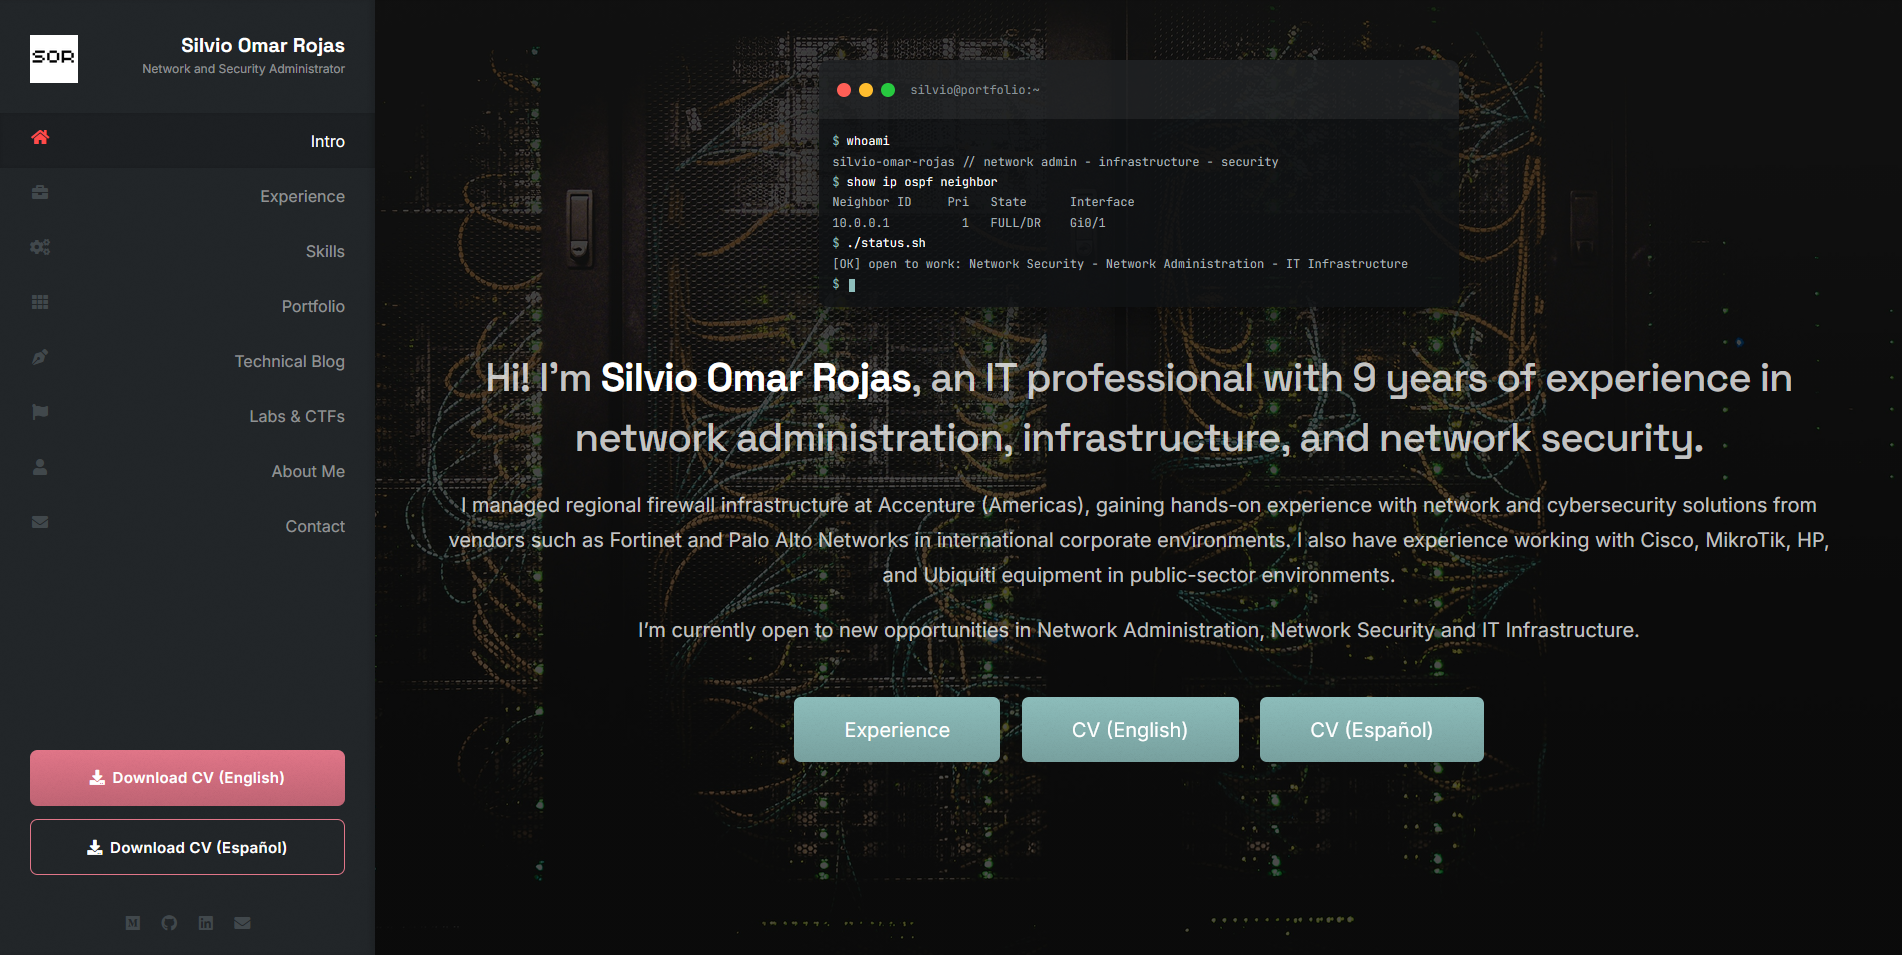 SOR
Silvio Omar Rojas
Network and Security Administrator
Intro
Experience
Skills
Portfolio
Technical Blog
Labs & CTFs
About Me
Contact
Download CV (English)
Download CV (Español)
silvio@portfolio:~
$ whoami
silvio-omar-rojas // network admin - infrastructure - security
$ show ip ospf neighbor
Neighbor ID     Pri   State      Interface
10.0.0.1          1   FULL/DR    Gi0/1
$ ./status.sh
[OK] open to work: Network Security - Network Administration - IT Infrastructure
$
Hi! I’m Silvio Omar Rojas, an IT professional with 9 years of experience in
network administration, infrastructure, and network security.
I managed regional firewall infrastructure at Accenture (Americas), gaining hands-on experience with network and cybersecurity solutions from
vendors such as Fortinet and Palo Alto Networks in international corporate environments. I also have experience working with Cisco, MikroTik, HP,
and Ubiquiti equipment in public-sector environments.
I’m currently open to new opportunities in Network Administration, Network Security and IT Infrastructure.
Experience
CV (English)
CV (Español)